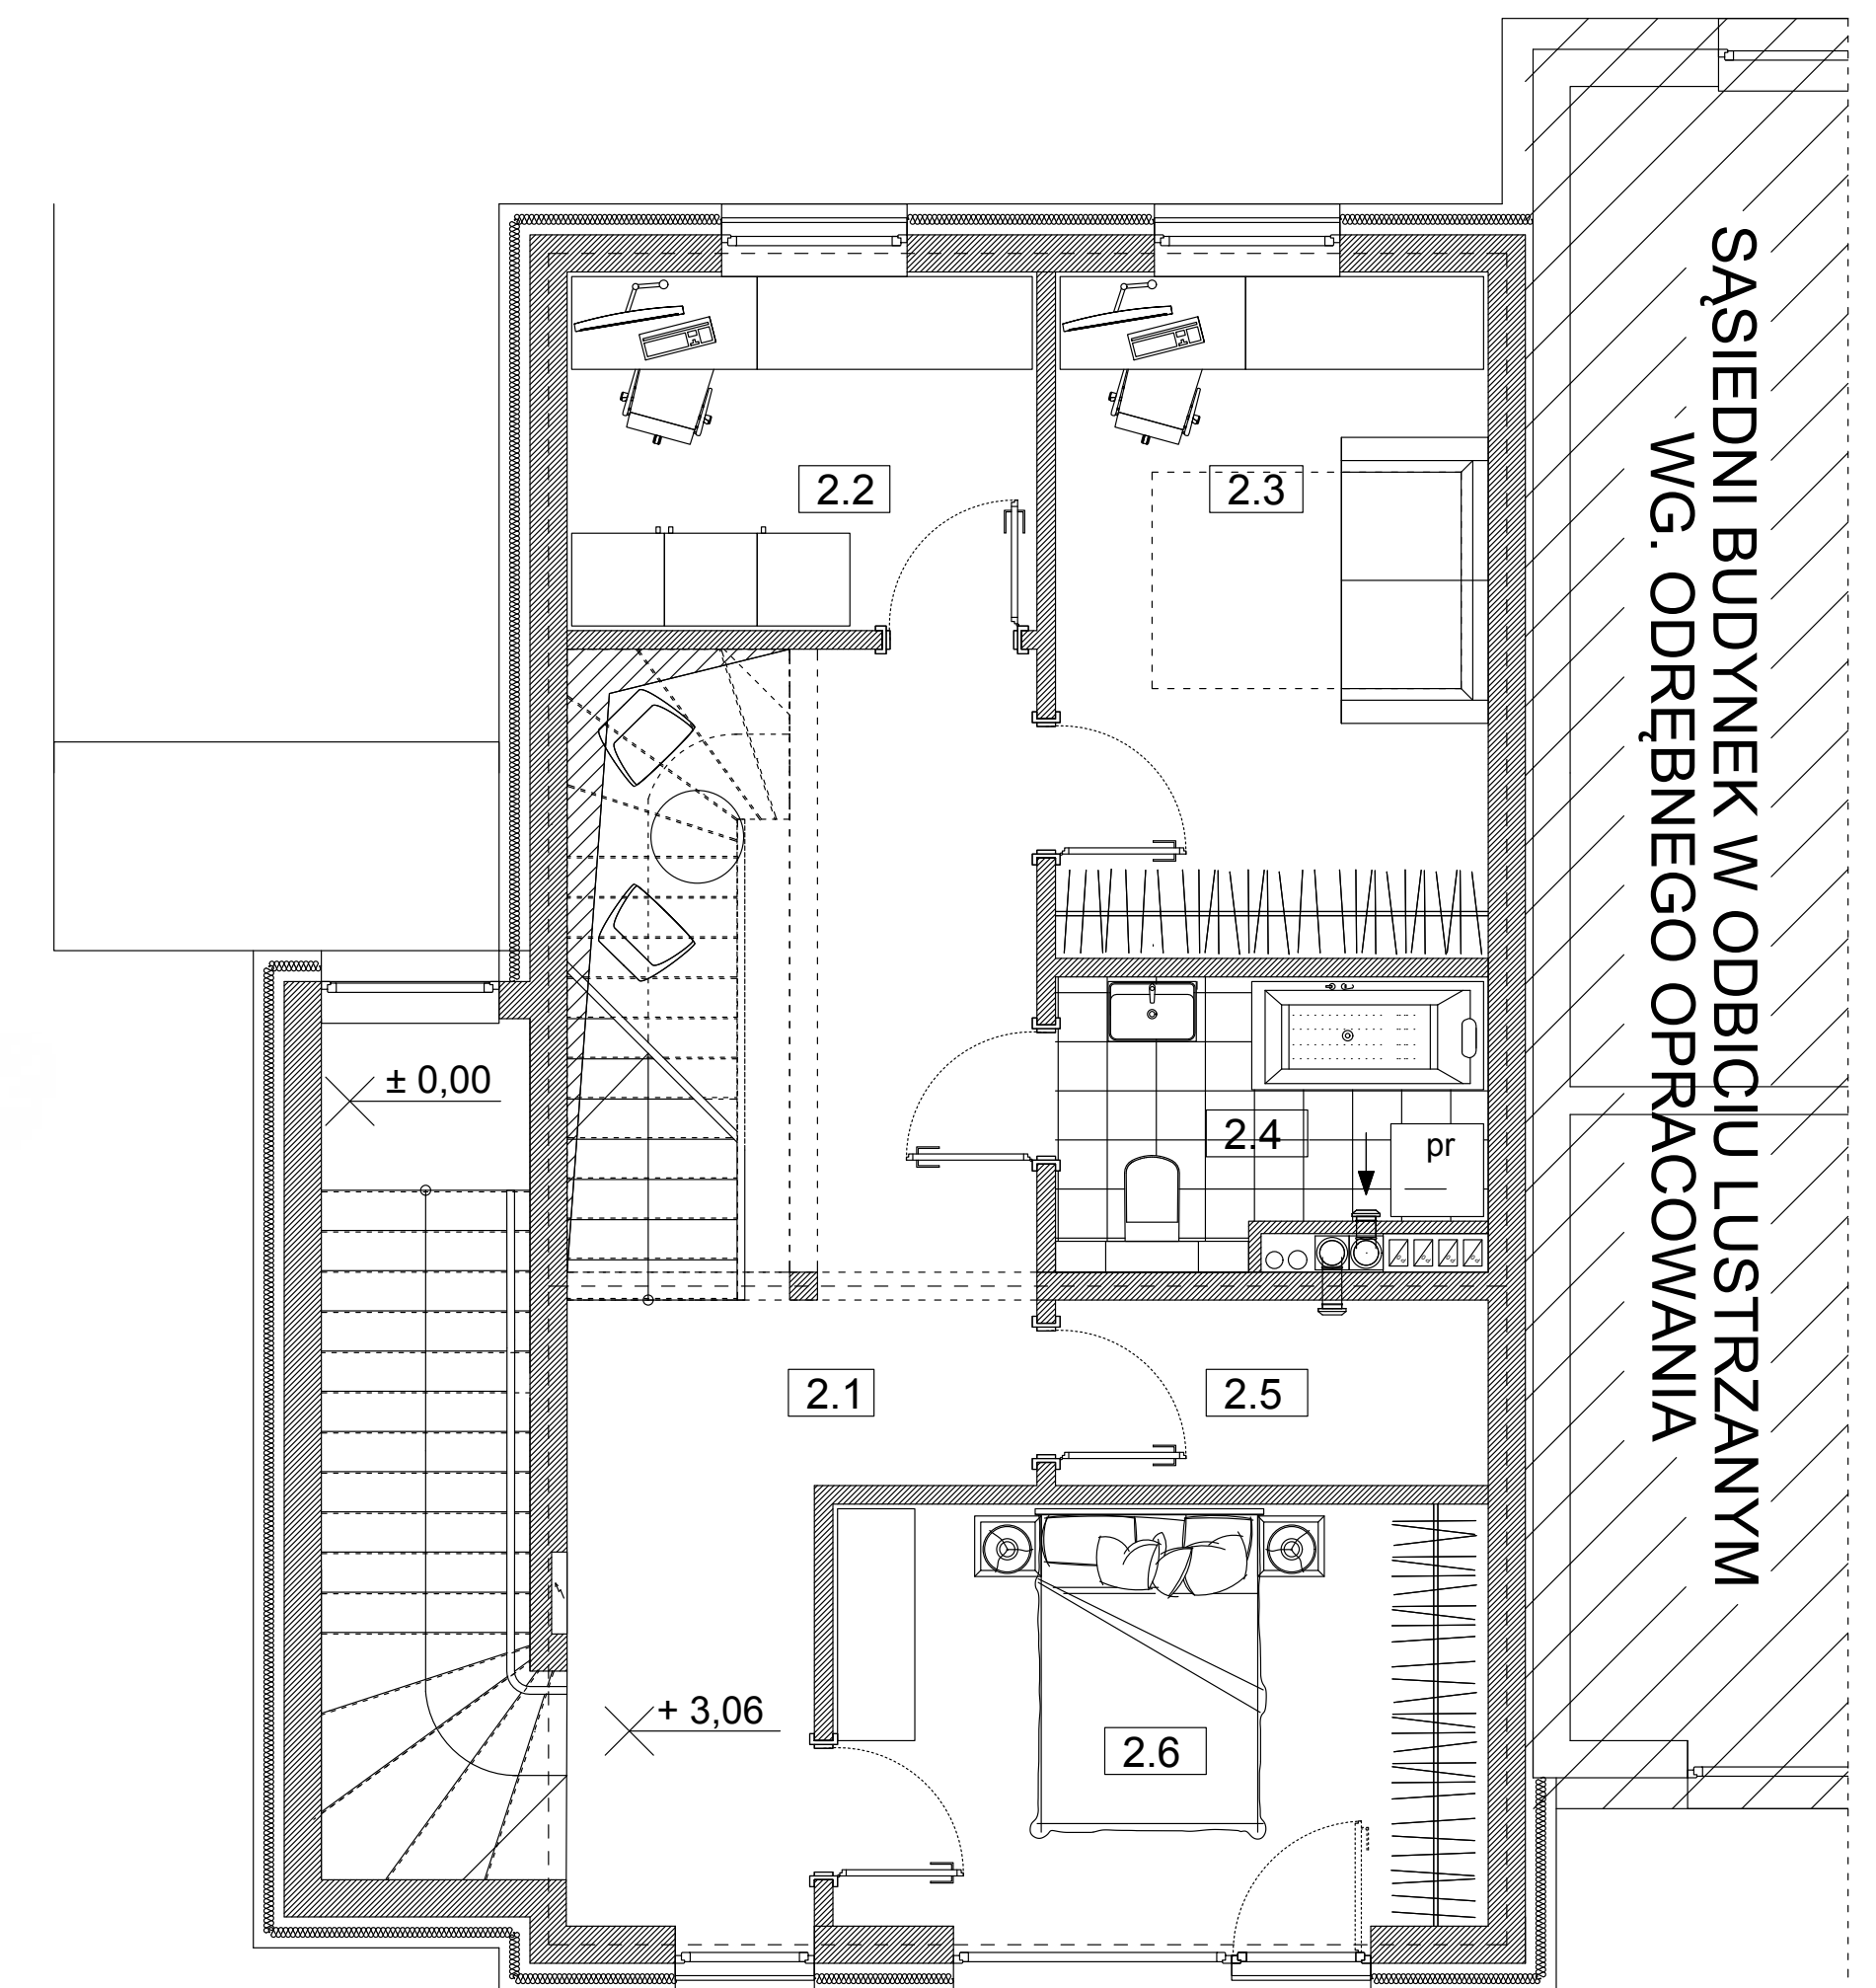 2.2
2.3
± 0,00
2.4
pr
2.1
2.5
+ 3,06
2.6
SĄSIEDNI BUDYNEK W ODBICIU LUSTRZANYM
WG. ODRĘBNEGO OPRACOWANIA